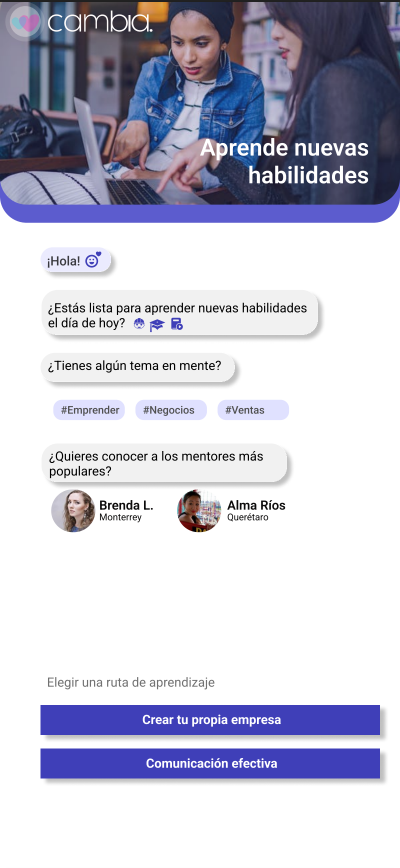 cambia.
Aprende nuevas
habilidades
¡Hola!
¿Estás lista para aprender nuevas habilidades
el día de hoy?
¿Tienes algún tema en mente?
#Emprender #Negocios #Ventas
¿Quieres conocer a los mentores más
populares?
Brenda L. Alma Ríos
Monterrey Querétaro
Elegir una ruta de aprendizaje
Crear tu propia empresa
Comunicación efectiva